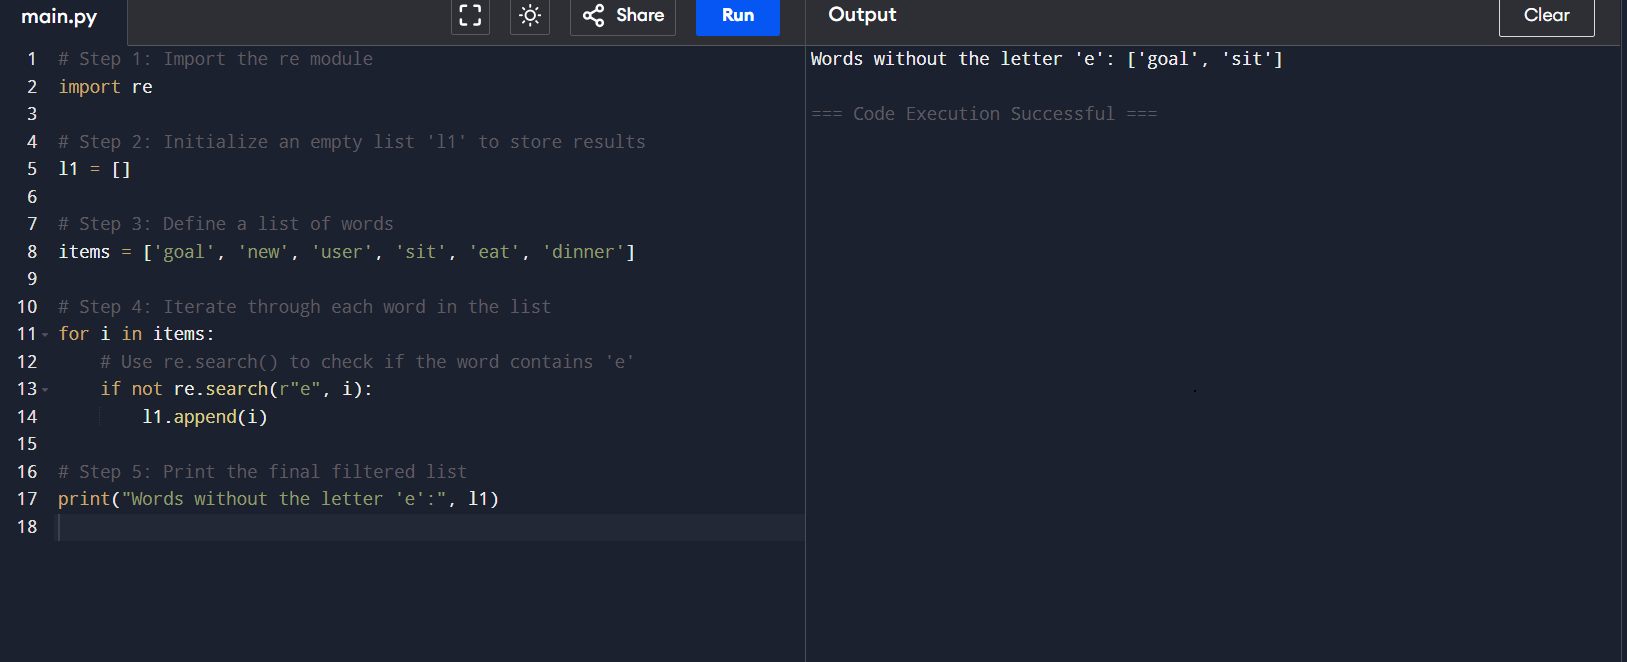 main.py
Share
Run
Output
Clear
1 # Step 1: Import the re module
2 import re
3
4 # Step 2: Initialize an empty list 'l1' to store results
5 l1 = []
6
7 # Step 3: Define a list of words
8 items = ['goal', 'new', 'user', 'sit', 'eat', 'dinner']
9
10 # Step 4: Iterate through each word in the list
11 for i in items:
12     # Use re.search() to check if the word contains 'e'
13     if not re.search(r"e", i):
14         l1.append(i)
15
16 # Step 5: Print the final filtered list
17 print("Words without the letter 'e':", l1)
18
Words without the letter 'e': ['goal', 'sit']
=== Code Execution Successful ===